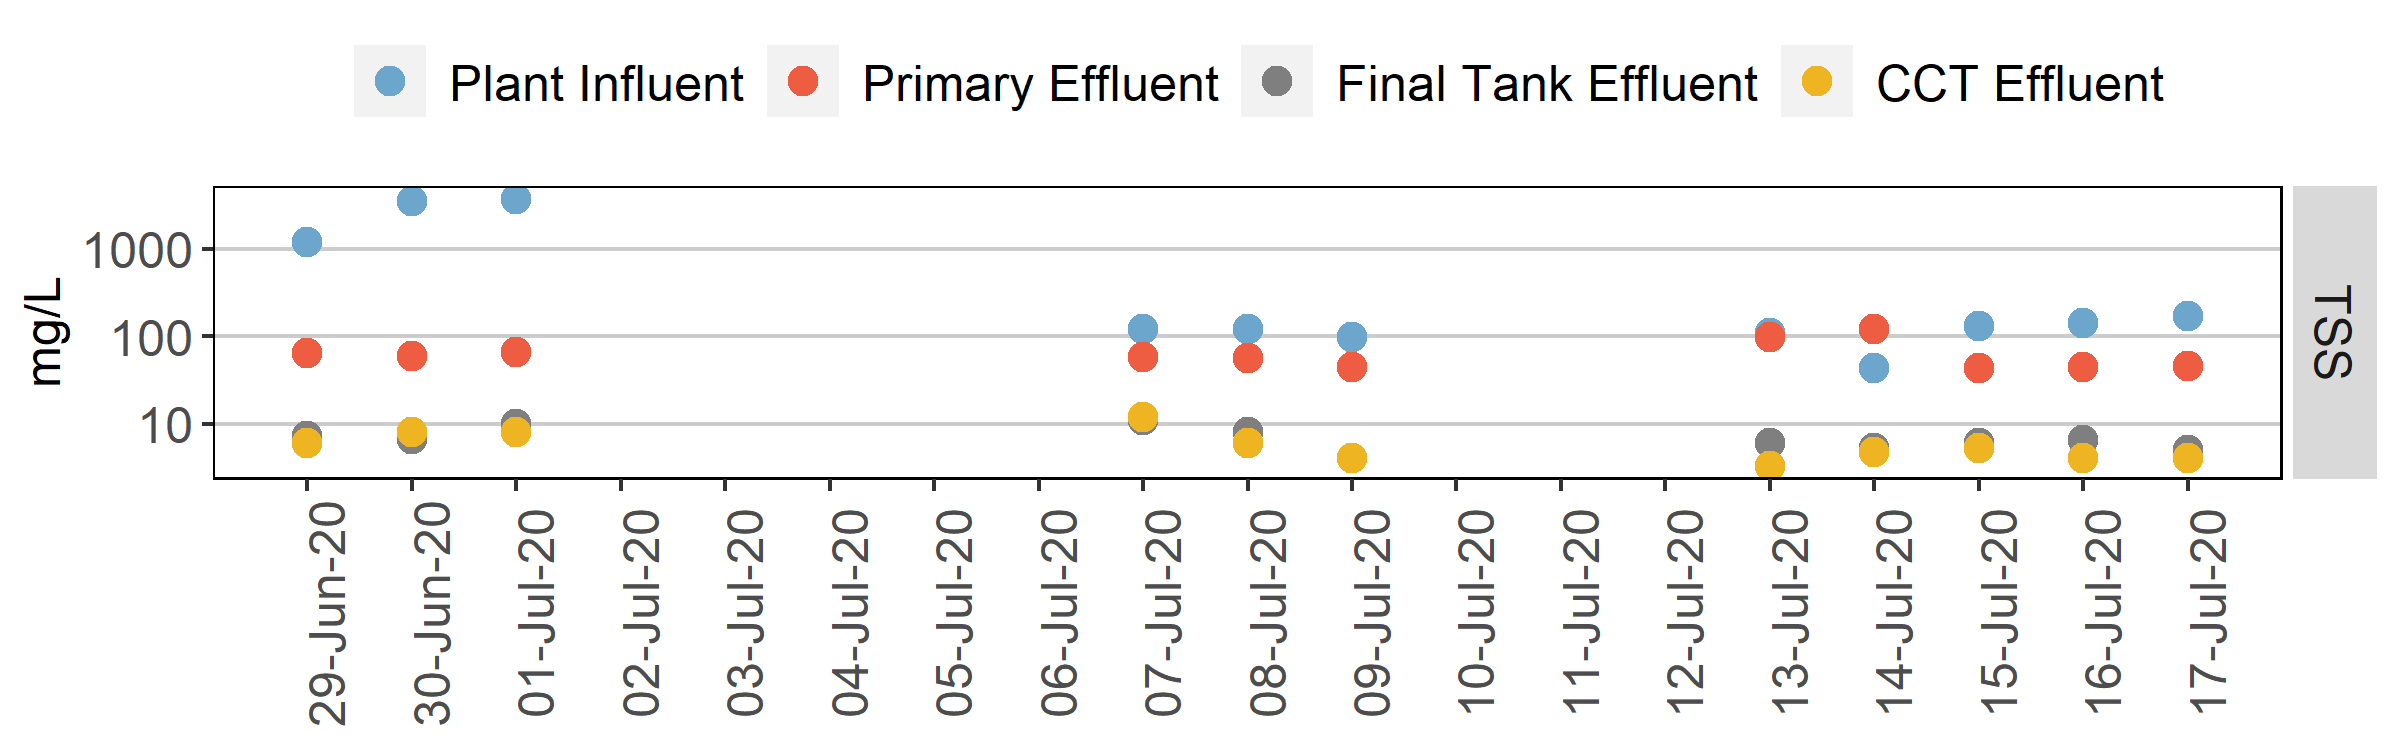 Plant Influent Primary Effluent Final Tank Effluent CCT Effluent
mg/L
1000
100
10
TSS
29-Jun-20
30-Jun-20
01-Jul-20
02-Jul-20
03-Jul-20
04-Jul-20
05-Jul-20
06-Jul-20
07-Jul-20
08-Jul-20
09-Jul-20
10-Jul-20
11-Jul-20
12-Jul-20
13-Jul-20
14-Jul-20
15-Jul-20
16-Jul-20
17-Jul-20